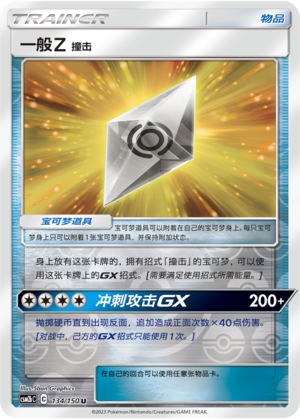 TRAINER 物品
一般Z 撞击
宝可梦道具
宝可梦道具可以附着在自己的宝可梦身上。每只宝可
梦身上只可以附着1张宝可梦道具,并保持附加状态。
身上放有这张卡牌的,拥有招式「撞击」的宝可梦,可以使
用这张卡牌上的GX招式。[需要满足使用招式所需能量。]
冲刺攻击GX 200+
抛掷硬币直到出现反面,追加造成正面次数×40点伤害。
[对战中,己方的GX招式只能使用1次。]
在自己的回合可以使用任意张物品卡。
Illus. 5ban Graphics
CSM2b C G 134/150 U
©2023 Pokémon/Nintendo/Creatures/GAME FREAK.